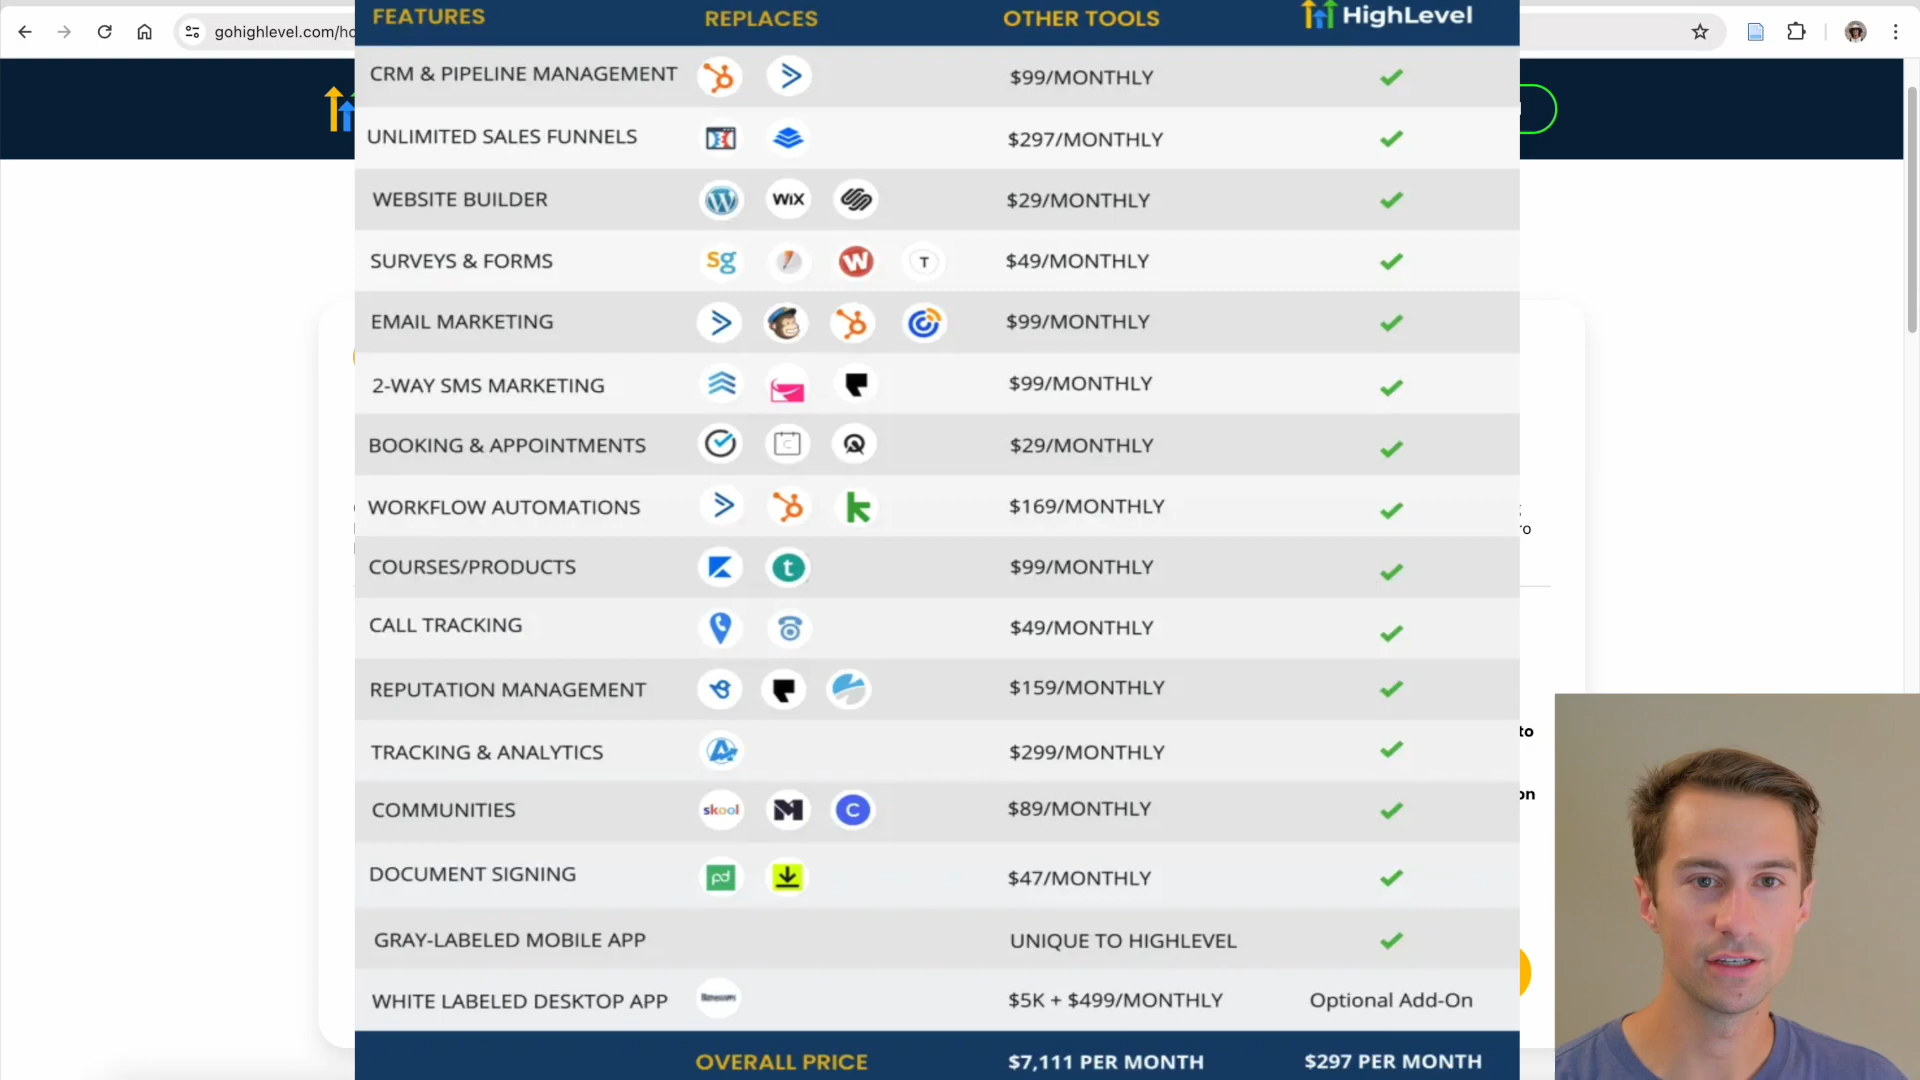 gohighlevel.com/ho
FEATURES REPLACES OTHER TOOLS HighLevel
CRM & PIPELINE MANAGEMENT $99/MONTHLY
UNLIMITED SALES FUNNELS $297/MONTHLY
WEBSITE BUILDER WiX $29/MONTHLY
SURVEYS & FORMS sg W T $49/MONTHLY
EMAIL MARKETING $99/MONTHLY
2-WAY SMS MARKETING $99/MONTHLY
BOOKING & APPOINTMENTS C $29/MONTHLY
WORKFLOW AUTOMATIONS k $169/MONTHLY
COURSES/PRODUCTS t $99/MONTHLY
CALL TRACKING $49/MONTHLY
REPUTATION MANAGEMENT $159/MONTHLY
TRACKING & ANALYTICS $299/MONTHLY
COMMUNITIES skool C $89/MONTHLY
DOCUMENT SIGNING pd $47/MONTHLY
GRAY-LABELED MOBILE APP UNIQUE TO HIGHLEVEL
WHITE LABELED DESKTOP APP $5K + $499/MONTHLY Optional Add-On
OVERALL PRICE $7,111 PER MONTH $297 PER MONTH
ro
to
on